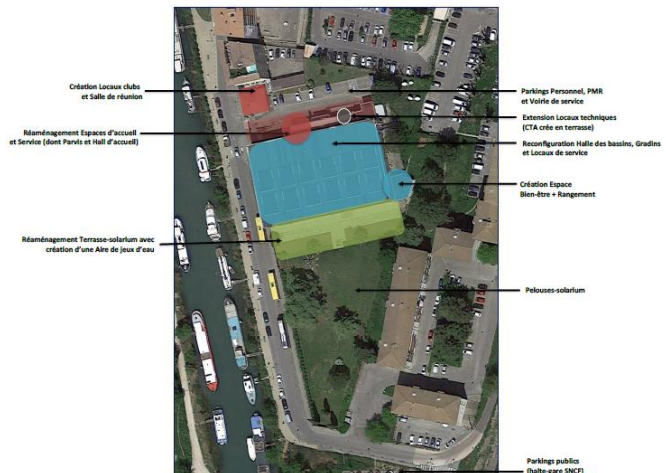 Création Locaux clubs
et Salle de réunion
Réaménagement Espaces d'accueil
et Service (dont Parvis et Hall d'accueil)
Réaménagement Terrasse-solarium avec
création d'une Aire de jeux d'eau
Parkings Personnel, PMR
et Voirie de service
Extension Locaux techniques
(CTA crée en terrasse)
Reconfiguration Halle des bassins, Gradins
et Locaux de service
Création Espace
Bien-être + Rangement
Pelouses-solarium
Parkings publics
(halte-gare SNCF)